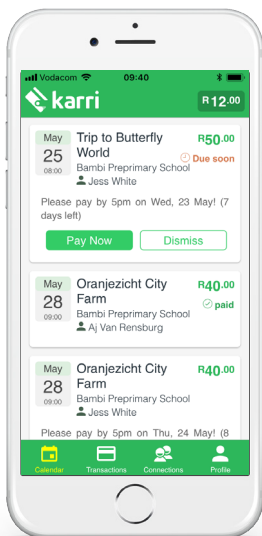 Vodacom 09:40
karri R12.00
May 25 08:00
Trip to Butterfly World
R50.00
Due soon
Bambi Preprimary School
Jess White
Please pay by 5pm on Wed, 23 May! (7
days left)
Pay Now Dismiss
May 28 09:00
Oranjezicht City Farm
R40.00
paid
Bambi Preprimary School
Aj Van Rensburg
May 28 09:00
Oranjezicht City Farm
R40.00
Bambi Preprimary School
Jess White
Please pay by 5pm on Thu, 24 May! (8
Calendar Transactions Connections Profile